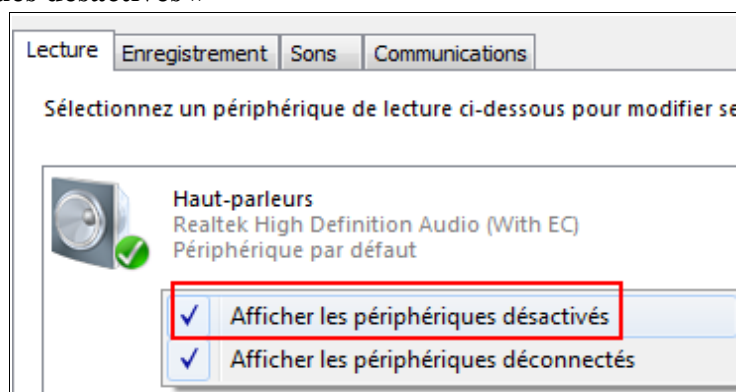 Lecture Enregistrement Sons Communications
Sélectionnez un périphérique de lecture ci-dessous pour modifier se
Haut-parleurs
Realtek High Definition Audio (With EC)
Périphérique par défaut
Afficher les périphériques désactivés
Afficher les périphériques déconnectés